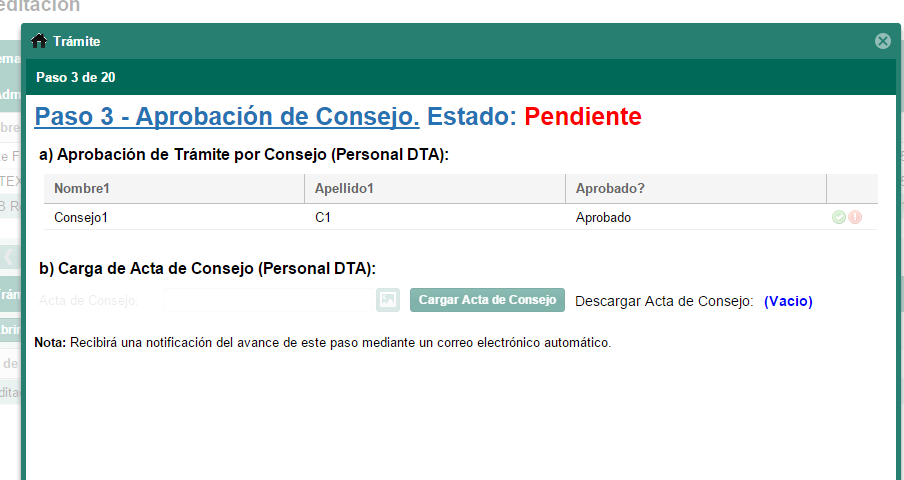 editación
Trámite
Paso 3 de 20
Paso 3 - Aprobación de Consejo. Estado: Pendiente
a) Aprobación de Trámite por Consejo (Personal DTA):
Nombre1 Apellido1 Aprobado?
Consejo1 C1 Aprobado
b) Carga de Acta de Consejo (Personal DTA):
Acta de Consejo: Cargar Acta de Consejo Descargar Acta de Consejo: (Vacio)
Nota: Recibirá una notificación del avance de este paso mediante un correo electrónico automático.